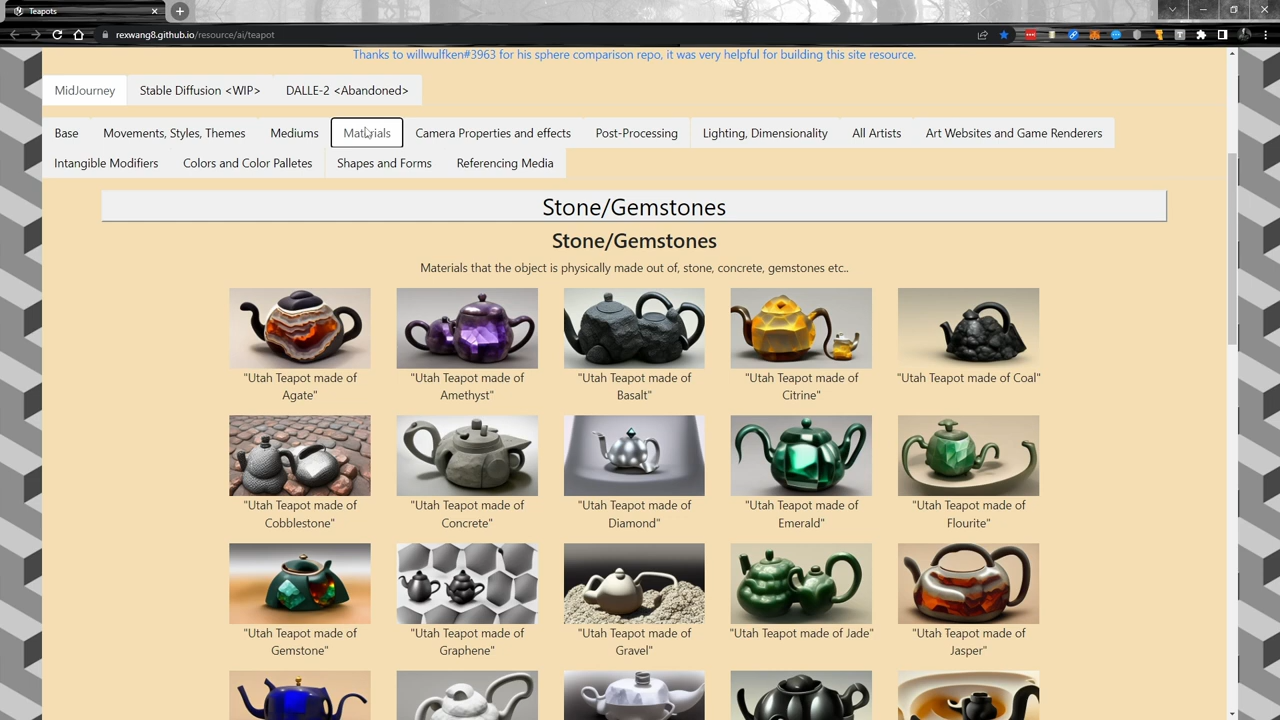 Teapots
rexwang8.github.io/resource/ai/teapot
Thanks to willwulfken#3963 for his sphere comparison repo, it was very helpful for building this site resource.
MidJourney Stable Diffusion <WIP> DALLE-2 <Abandoned>
Base Movements, Styles, Themes Mediums Materials Camera Properties and effects Post-Processing Lighting, Dimensionality All Artists Art Websites and Game Renderers
Intangible Modifiers Colors and Color Palletes Shapes and Forms Referencing Media
Stone/Gemstones
Stone/Gemstones
Materials that the object is physically made out of, stone, concrete, gemstones etc..
"Utah Teapot made of
Agate"
"Utah Teapot made of
Amethyst"
"Utah Teapot made of
Basalt"
"Utah Teapot made of
Citrine"
"Utah Teapot made of Coal"
"Utah Teapot made of
Cobblestone"
"Utah Teapot made of
Concrete"
"Utah Teapot made of
Diamond"
"Utah Teapot made of
Emerald"
"Utah Teapot made of
Flourite"
"Utah Teapot made of
Gemstone"
"Utah Teapot made of
Graphene"
"Utah Teapot made of
Gravel"
"Utah Teapot made of Jade"
"Utah Teapot made of
Jasper"